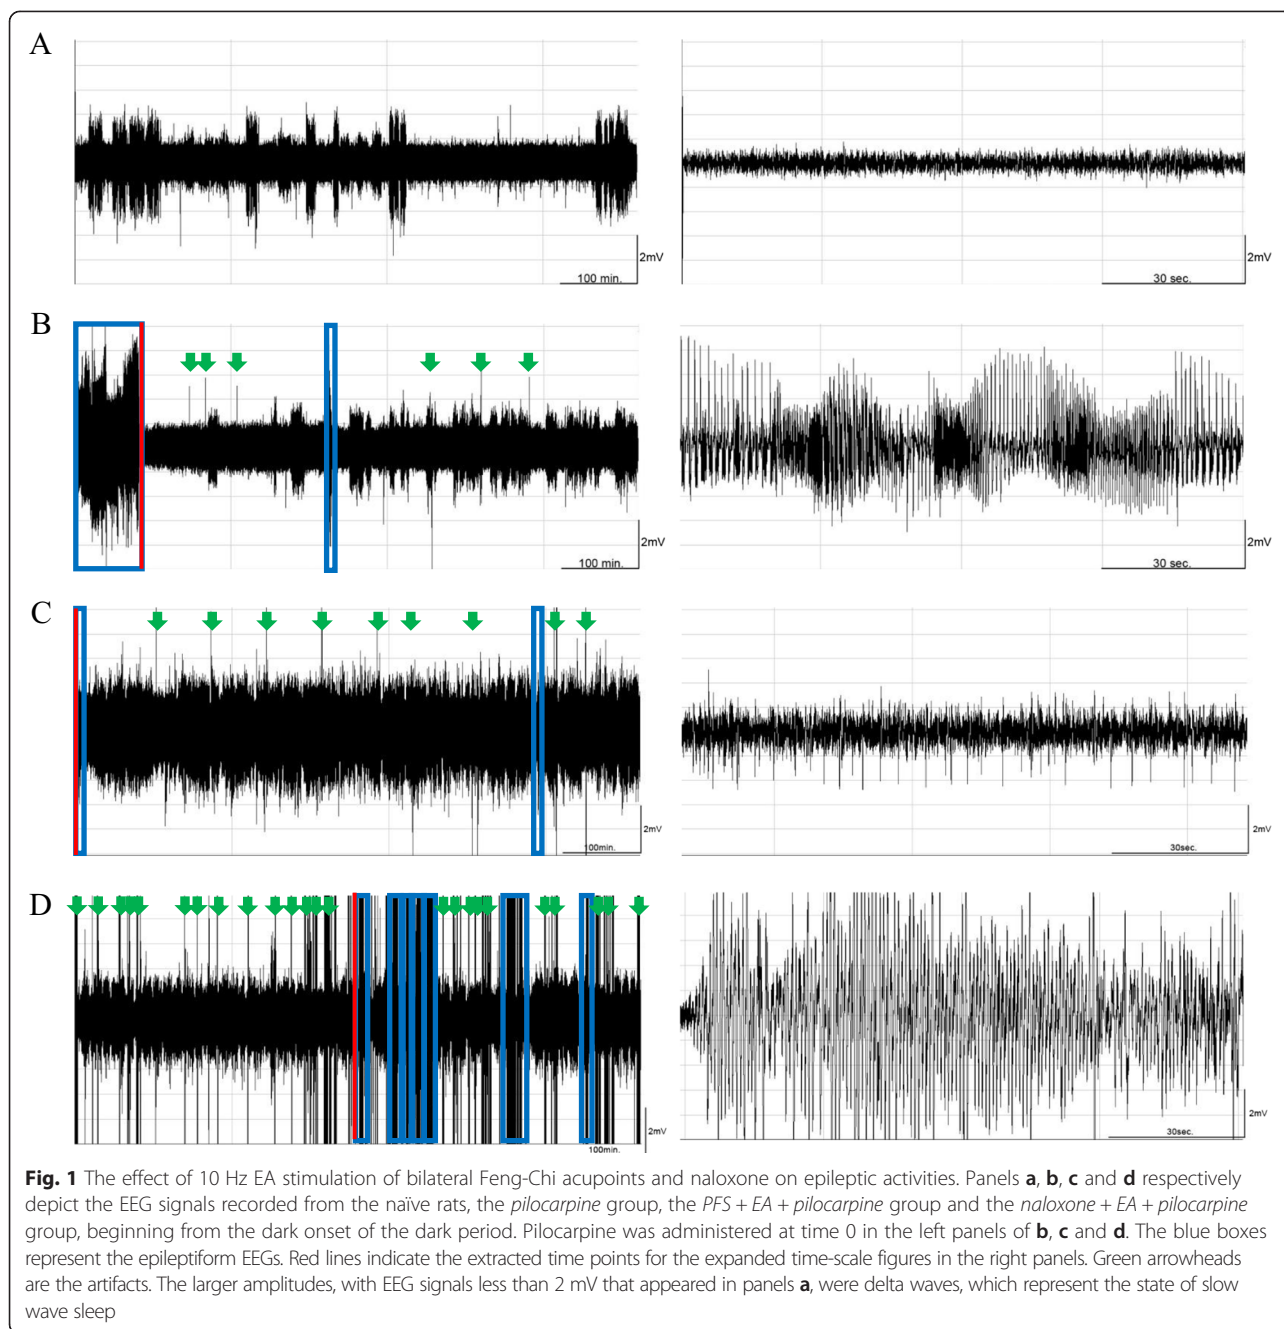 A
100 min.
2mV
30 sec.
2mV
B
100 min.
2mV
30 sec.
2mV
C
100min.
2mV
30sec.
2mV
D
100min.
2mV
30sec.
2mV
Fig. 1 The effect of 10 Hz EA stimulation of bilateral Feng-Chi acupoints and naloxone on epileptic activities. Panels a, b, c and d respectively
depict the EEG signals recorded from the naïve rats, the pilocarpine group, the PFS + EA + pilocarpine group and the naloxone + EA + pilocarpine
group, beginning from the dark onset of the dark period. Pilocarpine was administered at time 0 in the left panels of b, c and d. The blue boxes
represent the epileptiform EEGs. Red lines indicate the extracted time points for the expanded time-scale figures in the right panels. Green arrowheads
are the artifacts. The larger amplitudes, with EEG signals less than 2 mV that appeared in panels a, were delta waves, which represent the state of slow
wave sleep